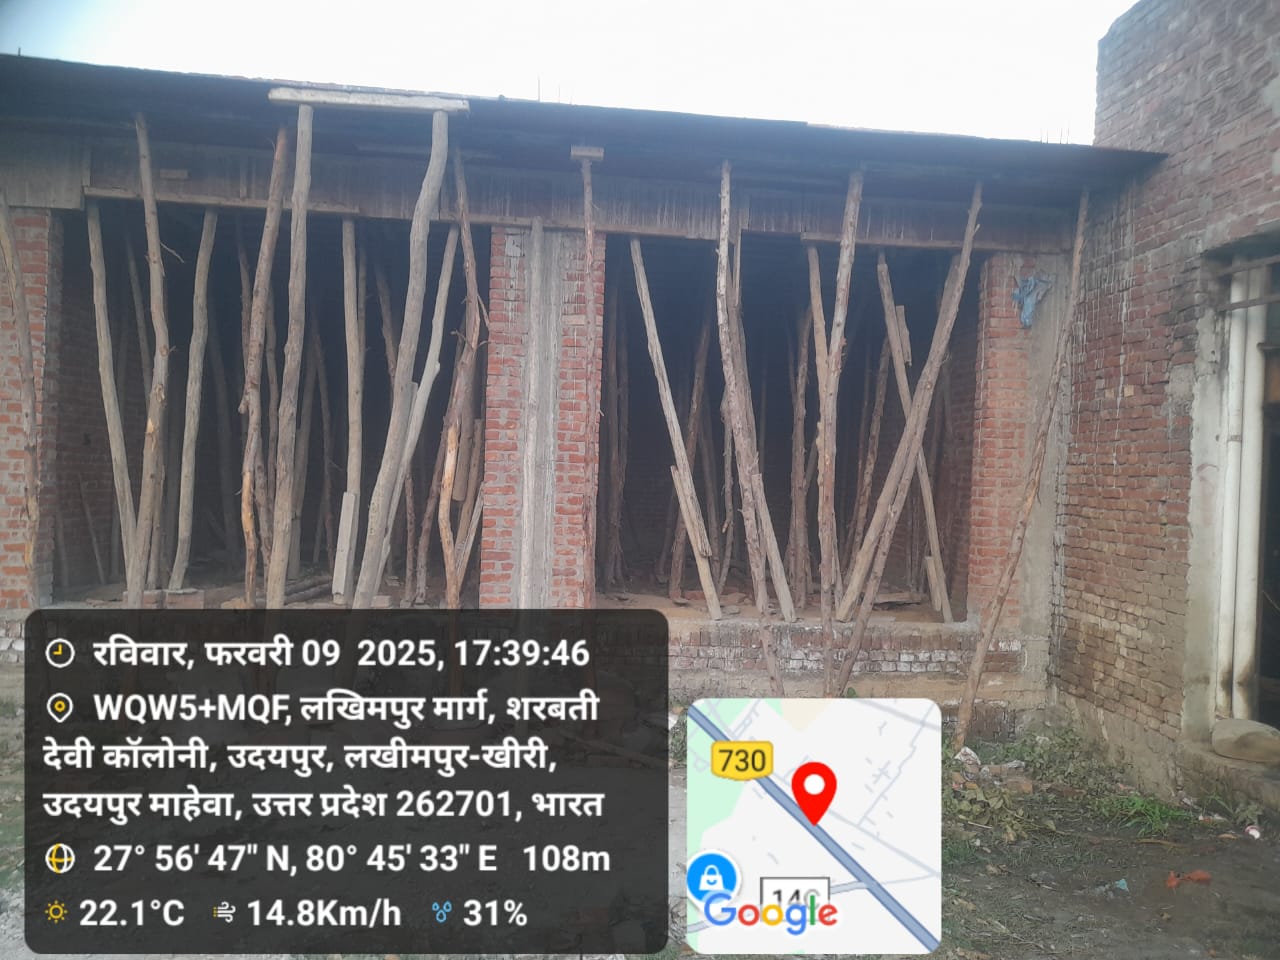 रविवार, फरवरी 09 2025, 17:39:46
WQW5+MQF, लखिमपुर मार्ग, शरबती
देवी कॉलोनी, उदयपुर, लखीमपुर-खीरी,
उदयपुर माहेवा, उत्तर प्रदेश 262701, भारत
27° 56' 47" N, 80° 45' 33" E 108m
22.1°C 14.8Km/h 31%
730
Google